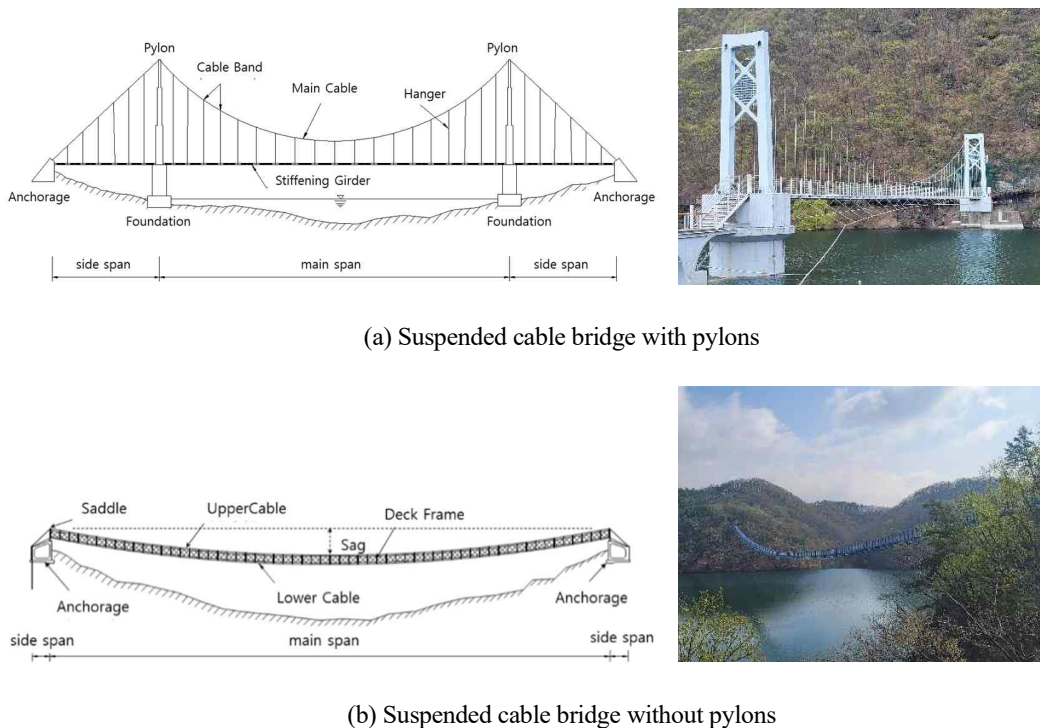 Pylon
Pylon
Cable Band
Main Cable
Hanger
Stiffening Girder
Anchorage
Anchorage
Foundation
Foundation
side span
main span
side span
(a) Suspended cable bridge with pylons
Saddle
UpperCable
Deck Frame
Sag
Anchorage
Lower Cable
Anchorage
side span
main span
side span
(b) Suspended cable bridge without pylons